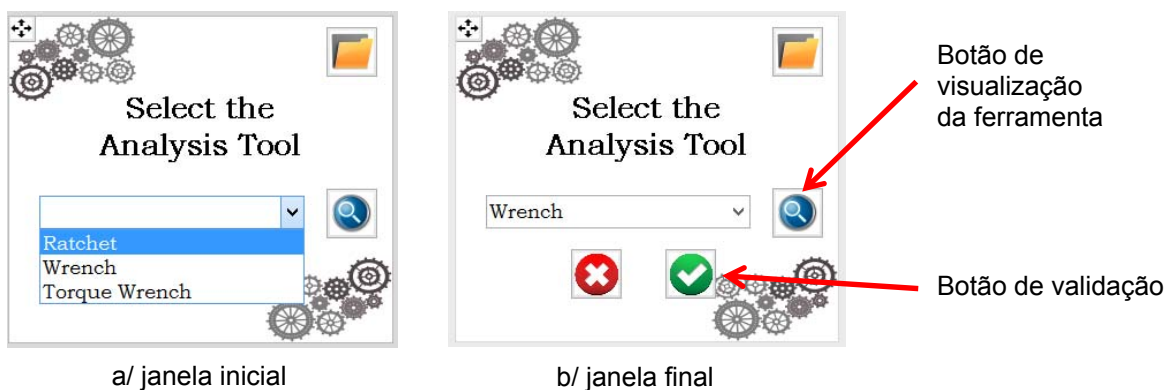 Select the
Analysis Tool
Ratchet
Wrench
Torque Wrench
a/ janela inicial
Select the
Analysis Tool
Wrench
b/ janela final
Botão de
visualização
da ferramenta
Botão de validação